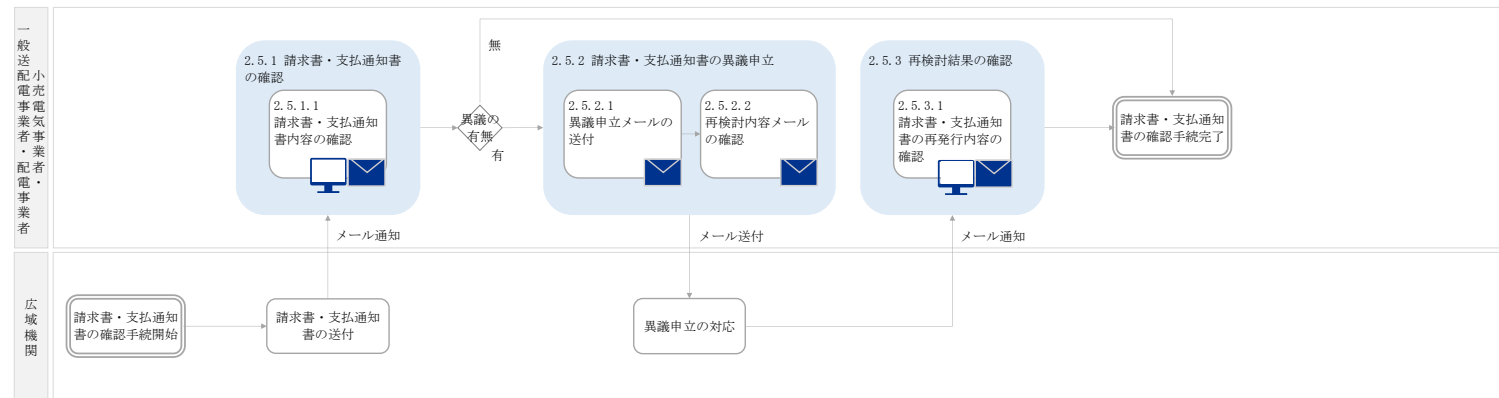 小売電気事業者・
一般送配電事業者・配電事業者
無
2.5.1 請求書・支払通知書
の確認
2.5.1.1
請求書・支払通知
書内容の確認
異議の
有無
有
2.5.2 請求書・支払通知書の異議申立
2.5.2.1
異議申立メールの
送付
2.5.2.2
再検討内容メール
の確認
2.5.3 再検討結果の確認
2.5.3.1
請求書・支払通知
書の再発行内容の
確認
請求書・支払通知
書の確認手続完了
メール通知
メール送付
メール通知
広域機関
請求書・支払通知
書の確認手続開始
請求書・支払通知
書の送付
異議申立の対応